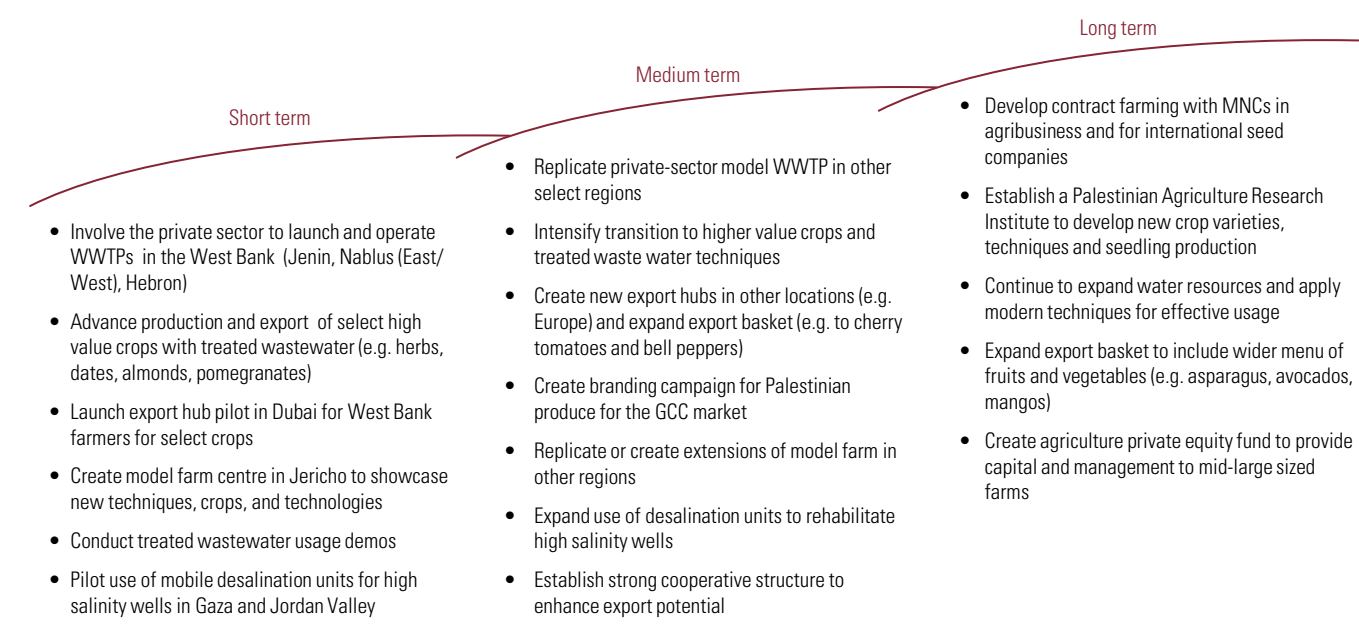 Short term
• Involve the private sector to launch and operate
WWTPs in the West Bank (Jenin, Nablus (East/
West), Hebron)
• Advance production and export of select high
value crops with treated wastewater (e.g. herbs,
dates, almonds, pomegranates)
• Launch export hub pilot in Dubai for West Bank
farmers for select crops
• Create model farm centre in Jericho to showcase
new techniques, crops, and technologies
• Conduct treated wastewater usage demos
• Pilot use of mobile desalination units for high
salinity wells in Gaza and Jordan Valley
Medium term
• Replicate private-sector model WWTP in other
select regions
• Intensify transition to higher value crops and
treated waste water techniques
• Create new export hubs in other locations (e.g.
Europe) and expand export basket (e.g. to cherry
tomatoes and bell peppers)
• Create branding campaign for Palestinian
produce for the GCC market
• Replicate or create extensions of model farm in
other regions
• Expand use of desalination units to rehabilitate
high salinity wells
• Establish strong cooperative structure to
enhance export potential
Long term
• Develop contract farming with MNCs in
agribusiness and for international seed
companies
• Establish a Palestinian Agriculture Research
Institute to develop new crop varieties,
techniques and seedling production
• Continue to expand water resources and apply
modern techniques for effective usage
• Expand export basket to include wider menu of
fruits and vegetables (e.g. asparagus, avocados,
mangos)
• Create agriculture private equity fund to provide
capital and management to mid-large sized
farms